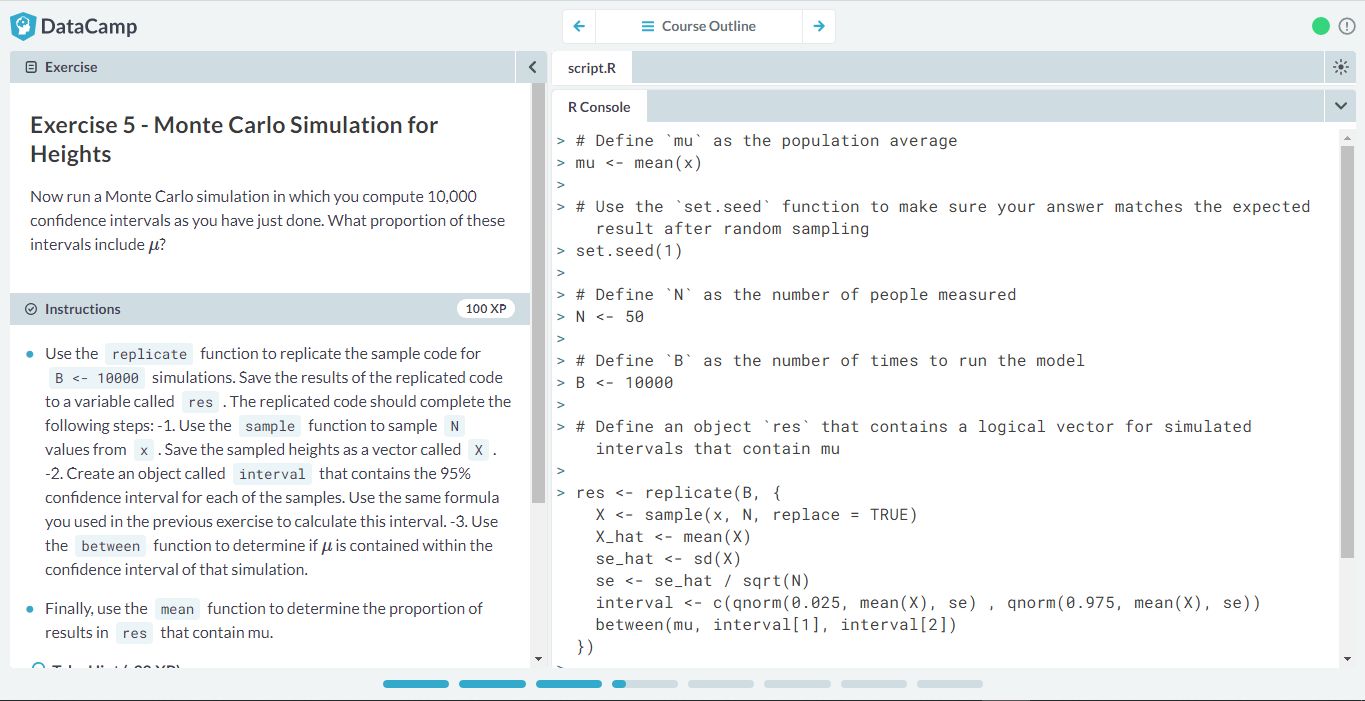 DataCamp
Course Outline
Exercise
Exercise 5 - Monte Carlo Simulation for
Heights
Now run a Monte Carlo simulation in which you compute 10,000
confidence intervals as you have just done. What proportion of these
intervals include μ?
Instructions
100 XP
Use the replicate function to replicate the sample code for
B <- 10000 simulations. Save the results of the replicated code
to a variable called res . The replicated code should complete the
following steps: -1. Use the sample function to sample N
values from x . Save the sampled heights as a vector called X .
-2. Create an object called interval that contains the 95%
confidence interval for each of the samples. Use the same formula
you used in the previous exercise to calculate this interval. -3. Use
the between function to determine if μ is contained within the
confidence interval of that simulation.
Finally, use the mean function to determine the proportion of
results in res that contain mu.
script.R
R Console
> # Define `mu` as the population average
> mu <- mean(x)
>
> # Use the `set.seed` function to make sure your answer matches the expected
result after random sampling
> set.seed(1)
>
> # Define `N` as the number of people measured
> N <- 50
>
> # Define `B` as the number of times to run the model
> B <- 10000
>
> # Define an object `res` that contains a logical vector for simulated
intervals that contain mu
>
> res <- replicate(B, {
X <- sample(x, N, replace = TRUE)
X_hat <- mean(X)
se_hat <- sd(X)
se <- se_hat / sqrt(N)
interval <- c(qnorm(0.025, mean(X), se) , qnorm(0.975, mean(X), se))
between(mu, interval[1], interval[2])
})